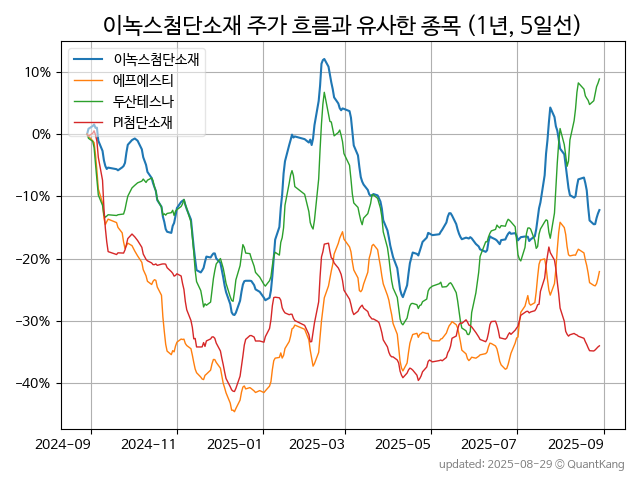 이녹스첨단소재 주가 흐름과 유사한 종목 (1년, 5일선)
이녹스첨단소재
에프에스티
두산테스나
PI첨단소재
10%
0%
-10%
-20%
-30%
-40%
2024-09 2024-11 2025-01 2025-03 2025-05 2025-07 2025-09
updated: 2025-08-29 © QuantKang